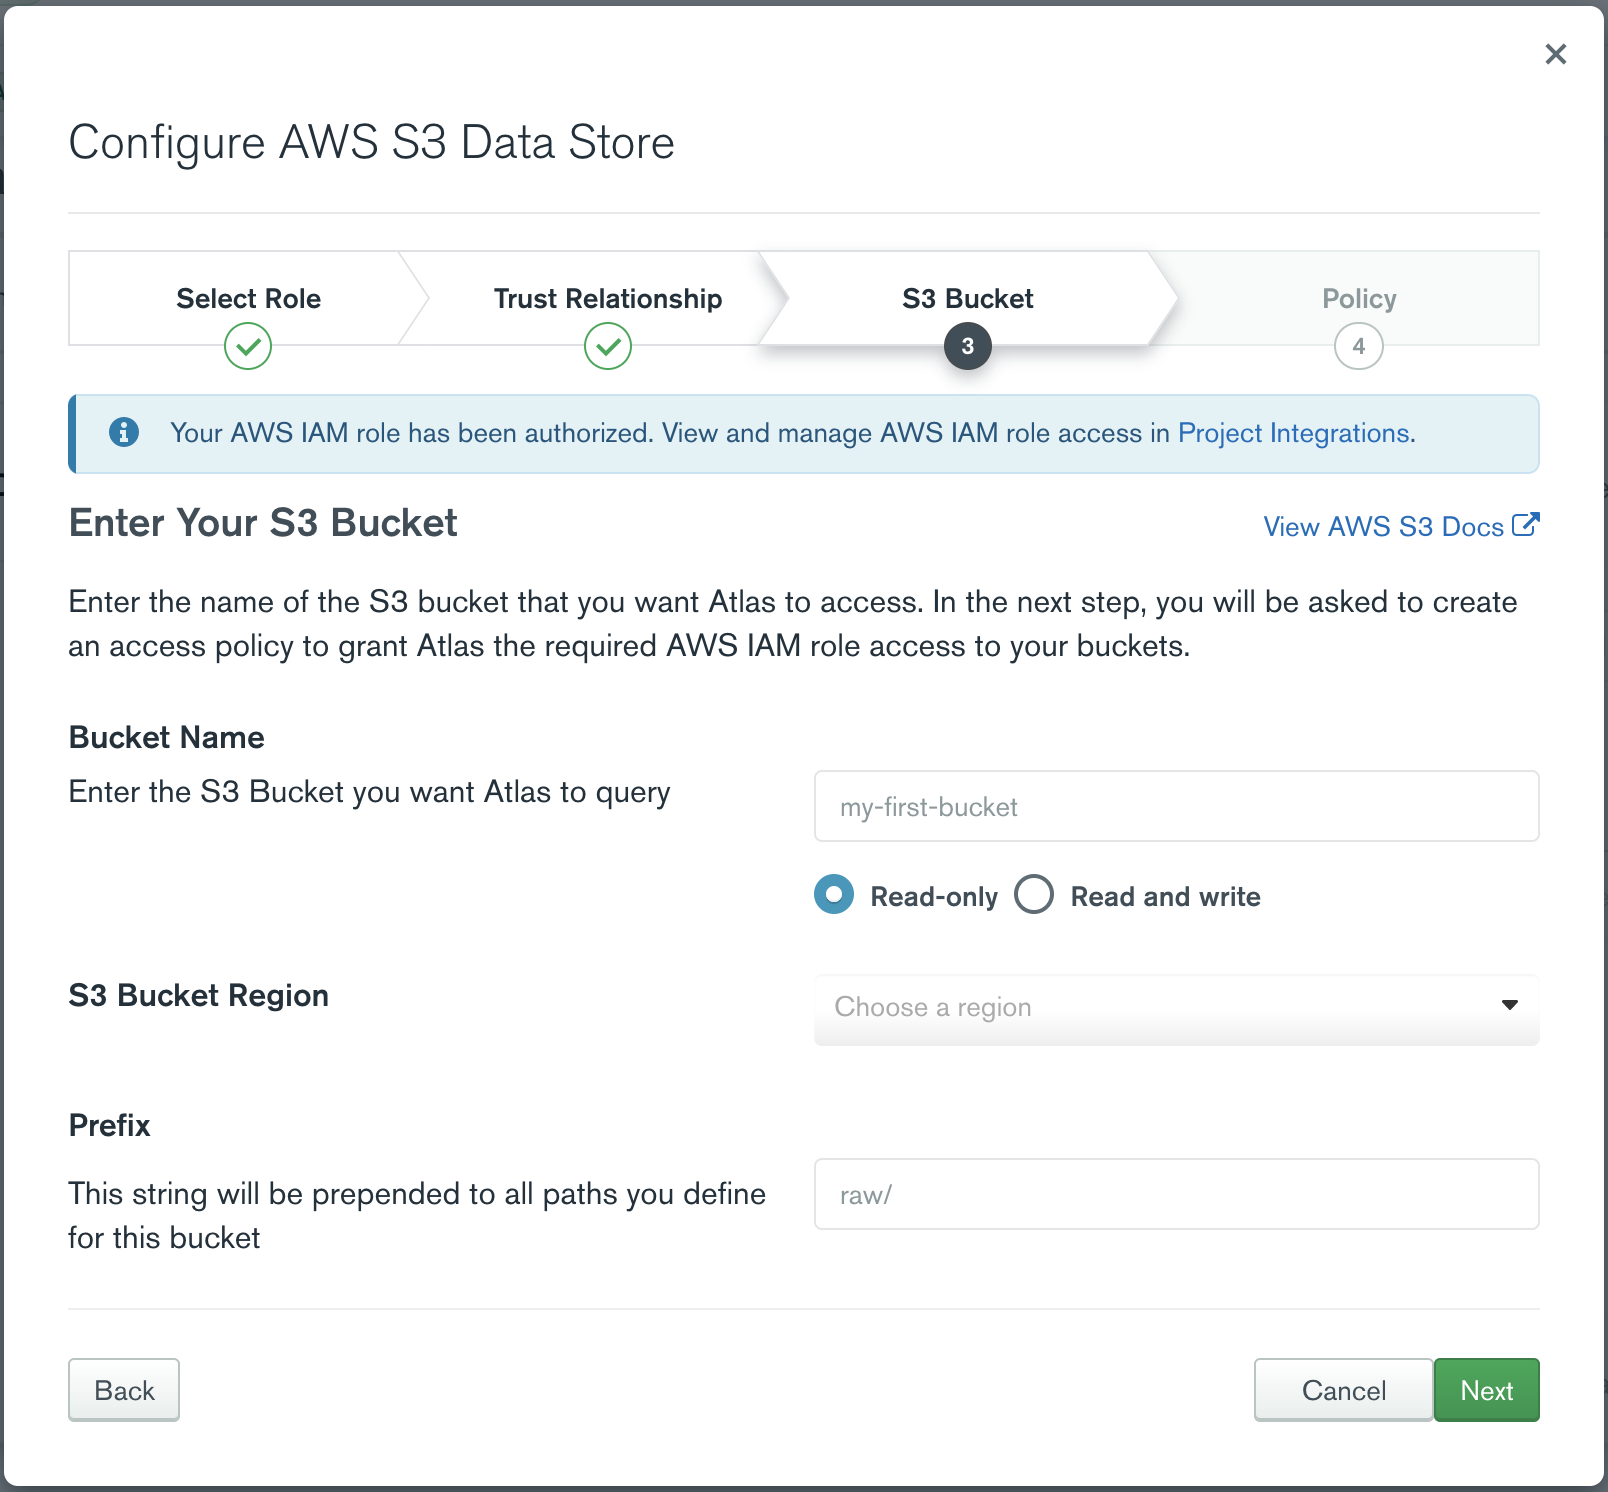 Configure AWS S3 Data Store
Select Role
Trust Relationship
S3 Bucket
3
Policy
4
Your AWS IAM role has been authorized. View and manage AWS IAM role access in Project Integrations.
Enter Your S3 Bucket
View AWS S3 Docs
Enter the name of the S3 bucket that you want Atlas to access. In the next step, you will be asked to create
an access policy to grant Atlas the required AWS IAM role access to your buckets.
Bucket Name
Enter the S3 Bucket you want Atlas to query
my-first-bucket
Read-only
Read and write
S3 Bucket Region
Choose a region
Prefix
This string will be prepended to all paths you define
for this bucket
raw/
Back
Cancel
Next